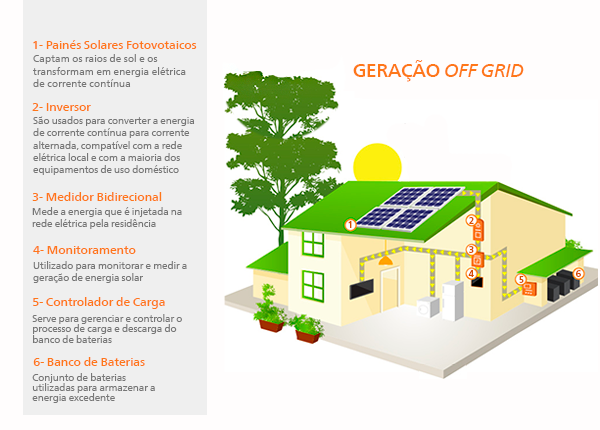 1- Painés Solares Fotovotaicos
Captam os raios de sol e os
transformam em energia elétrica
de corrente contínua
2- Inversor
São usados para converter a energia
de corrente contínua para corrente
alternada, compatível com a rede
elétrica local e com a maioria dos
equipamentos de uso doméstico
3- Medidor Bidirecional
Mede a energia que é injetada na
rede elétrica pela residência
4- Monitoramento
Utilizado para monitorar e medir a
geração de energia solar
5- Controlador de Carga
Serve para gerenciar e controlar o
processo de carga e descarga do
banco de baterias
6- Banco de Baterias
Conjunto de baterias
utilizadas para armazenar a
energia excedente
GERAÇÃO OFF GRID
1
2
3
4
5
6